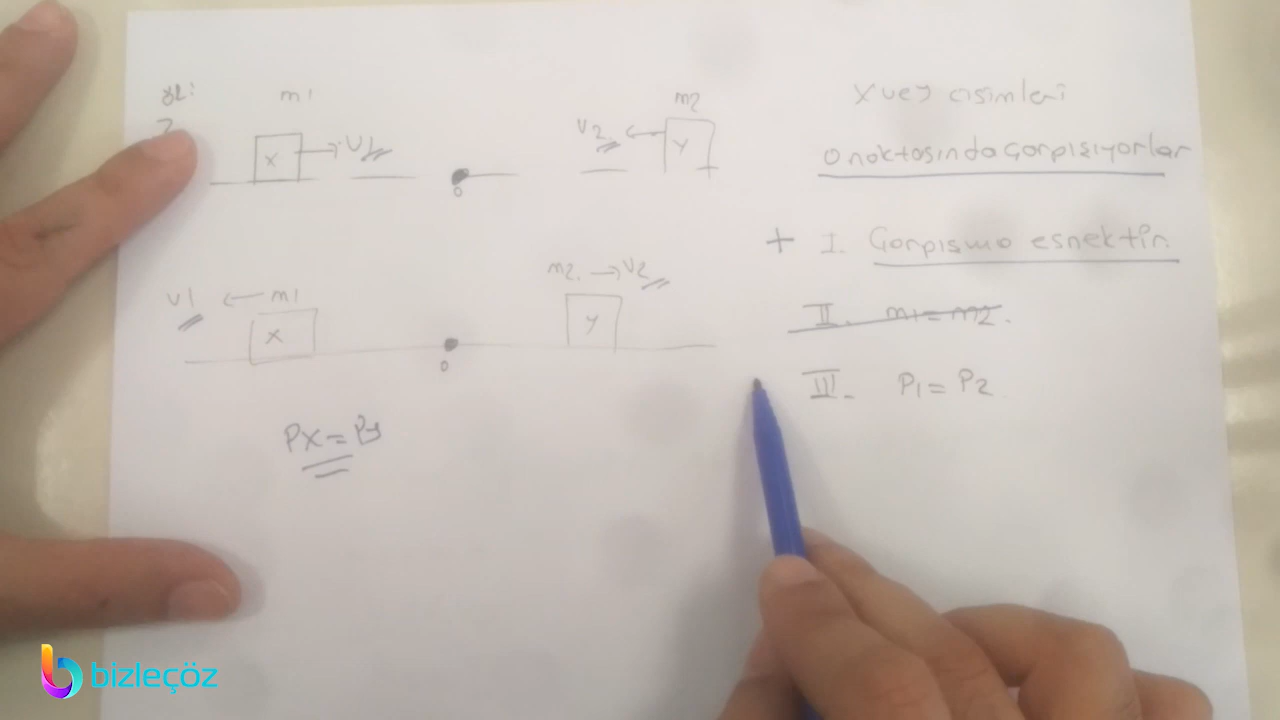 m1
X → V1
O
V2 ← Y
m2
V1 ← m1
X
O
m2 → V2
Y
PX = Py
X ve y cisimleri
O noktasında çarpışıyorlar
+ I. Çarpışma esnektir.
II. m1 = m2.
III. P1 = P2
bizleçöz